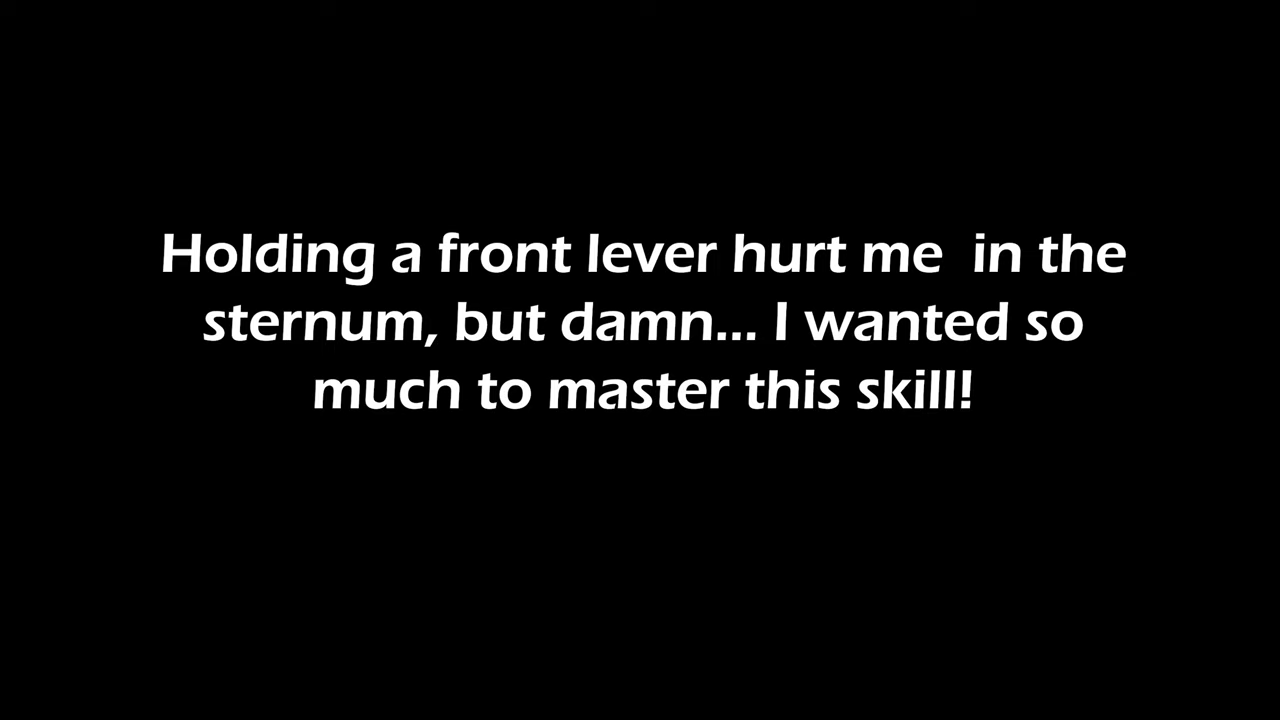 Holding a front lever hurt me  in the
sternum, but damn... I wanted so
much to master this skill!